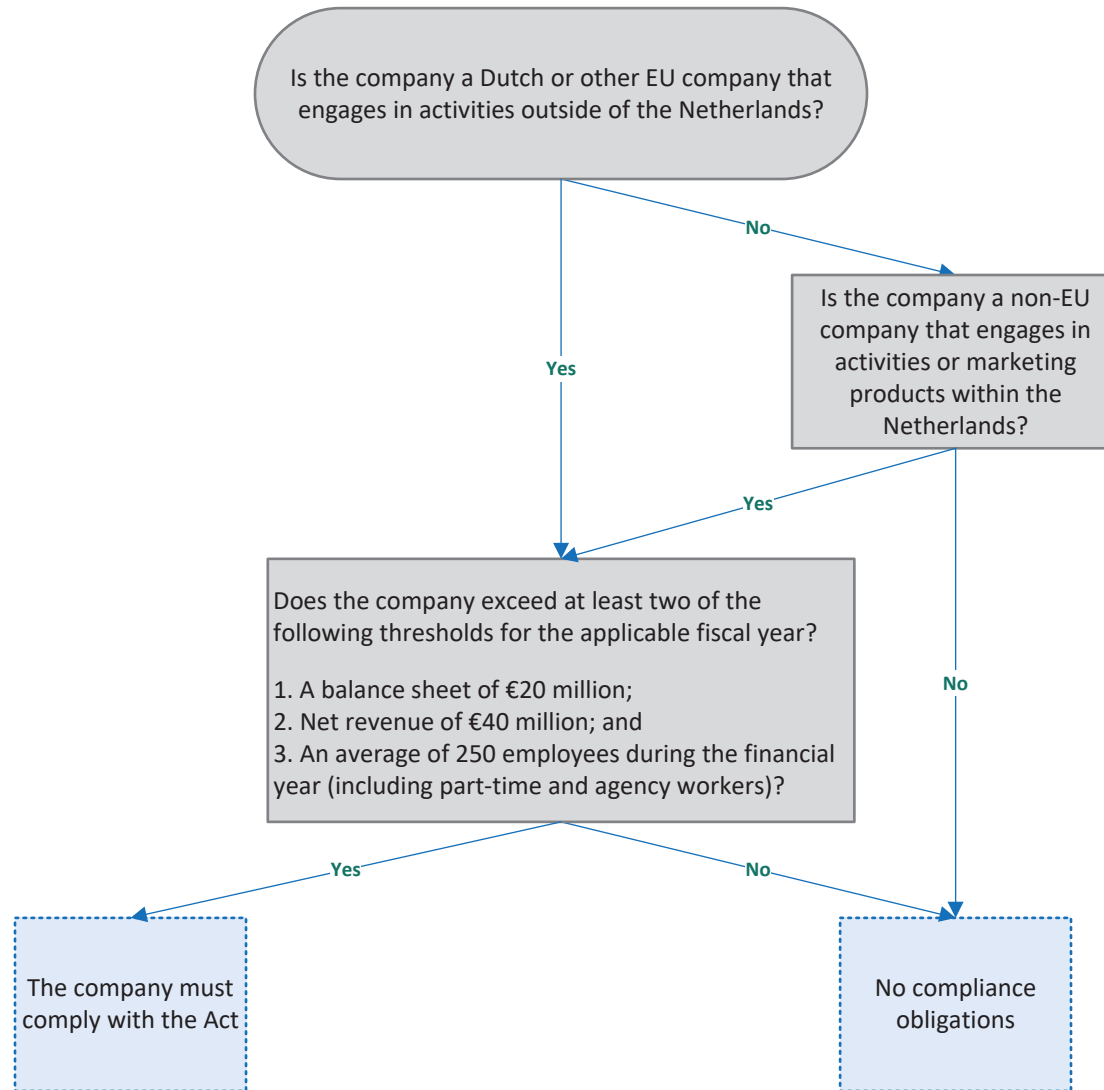 Is the company a Dutch or other EU company that
engages in activities outside of the Netherlands?
No
Is the company a non-EU
company that engages in
activities or marketing
products within the
Netherlands?
Yes
Yes
Does the company exceed at least two of the
following thresholds for the applicable fiscal year?
1. A balance sheet of €20 million;
2. Net revenue of €40 million; and
3. An average of 250 employees during the financial
year (including part-time and agency workers)?
No
Yes
No
The company must
comply with the Act
No compliance
obligations